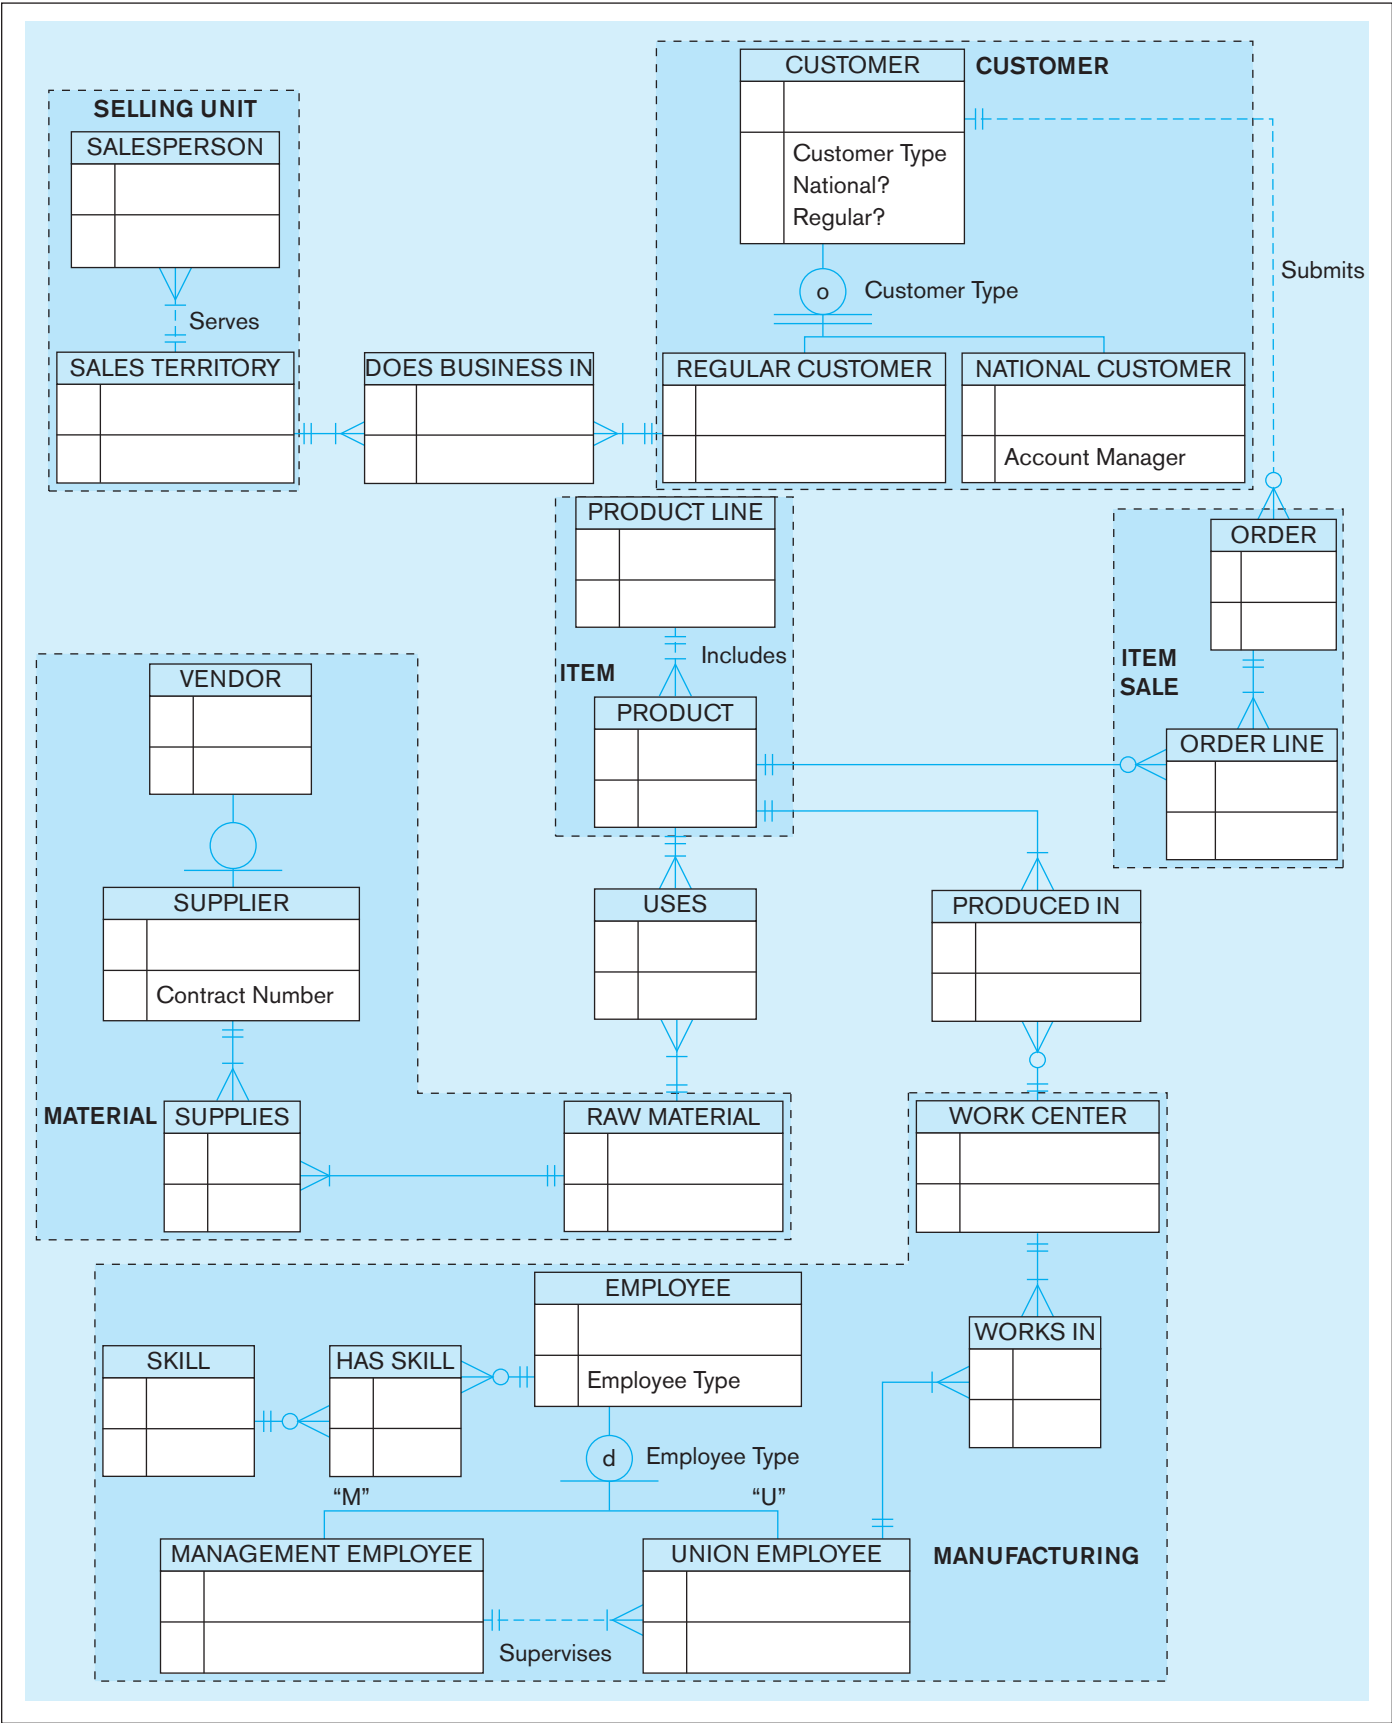 CUSTOMER
CUSTOMER
Customer Type
National?
Regular?
SELLING UNIT
SALESPERSON
Serves
SALES TERRITORY
DOES BUSINESS IN
Customer Type
o
REGULAR CUSTOMER
NATIONAL CUSTOMER
Account Manager
Submits
PRODUCT LINE
Includes
ITEM
PRODUCT
ORDER
ITEM
SALE
ORDER LINE
VENDOR
SUPPLIER
Contract Number
USES
PRODUCED IN
MATERIAL
SUPPLIES
RAW MATERIAL
WORK CENTER
EMPLOYEE
Employee Type
SKILL
HAS SKILL
WORKS IN
d
Employee Type
“M”
“U”
MANAGEMENT EMPLOYEE
UNION EMPLOYEE
MANUFACTURING
Supervises